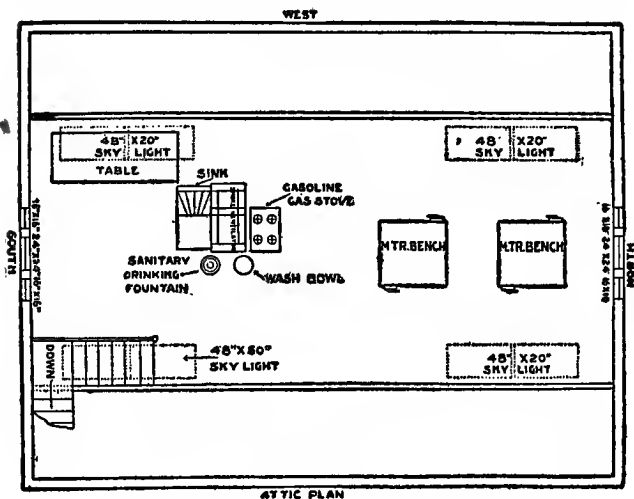 WEST
48" X20"
SKY LIGHT
TABLE
SINK
GASOLINE
GAS STOVE
48" X20"
SKY LIGHT
M.TR.BENCH
M.TR.BENCH
SOUTH
NORTH
SANITARY
DRINKING
FOUNTAIN
WASH BOWL
DOWN
48"X50"
SKY LIGHT
48" X20"
SKY LIGHT
ATTIC PLAN